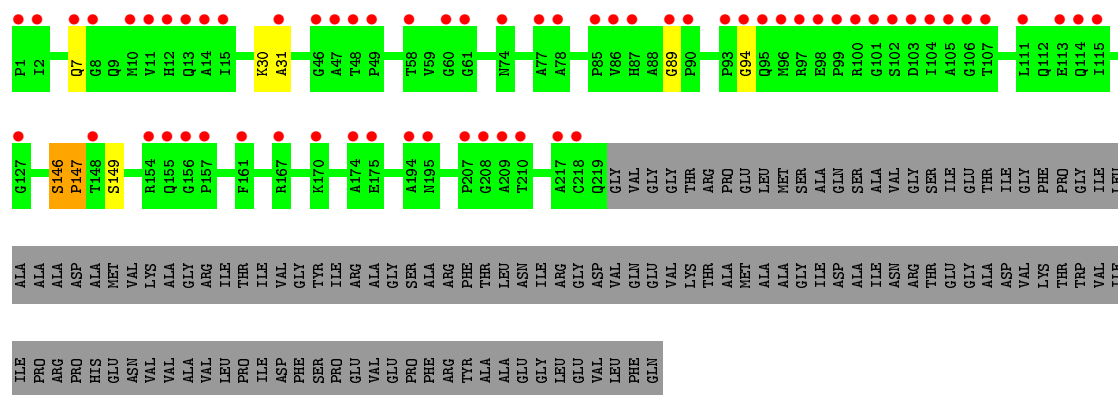 P1 I2 Q7 G8 Q9 M10 V11 H12 Q13 A14 I15 K30 A31 G46 A47 T48 P49 T58 V59 G60 G61 N74 A77 A78 P85 V86 H87 A88 G89 P90 P93 G94 Q95 M96 R97 E98 P99 R100 G101 S102 D103 I104 A105 G106 T107 L111 Q112 E113 Q114 I115
G127 S146 P147 T148 S149 R154 Q155 G156 P157 F161 R167 K170 A174 E175 A194 N195 P207 G208 A209 T210 A217 C218 Q219 GLY VAL GLY GLY THR ARG PRO GLU LEU MET SER ALA GLN SER ALA VAL GLY SER ILE GLU THR ILE GLY PHE PRO GLY ILE LEU
ALA ALA ALA ASP ALA MET VAL LYS ALA GLY ARG ILE THR ILE VAL GLY TYR ILE ARG ALA GLY SER ALA ARG PHE THR LEU ASN ILE ARG GLY ASP VAL GLN GLU VAL LYS THR ALA MET ALA ALA GLY ILE ASP ALA ILE ASN ARG THR GLU GLY ALA ASP VAL LYS THR TRP VAL ILE
ILE PRO ARG PRO HIS GLU ASN VAL VAL ALA VAL LEU PRO ILE ASP PHE SER PRO GLU VAL GLU PRO PHE ARG TYR ALA ALA GLU GLY LEU GLU VAL LEU PHE GLN